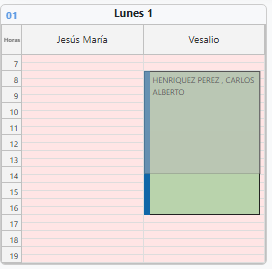 01
Lunes 1
Horas
Jesús María
Vesalio
7
8
HENRIQUEZ PEREZ , CARLOS
ALBERTO
9
10
11
12
13
14
15
16
17
18
19